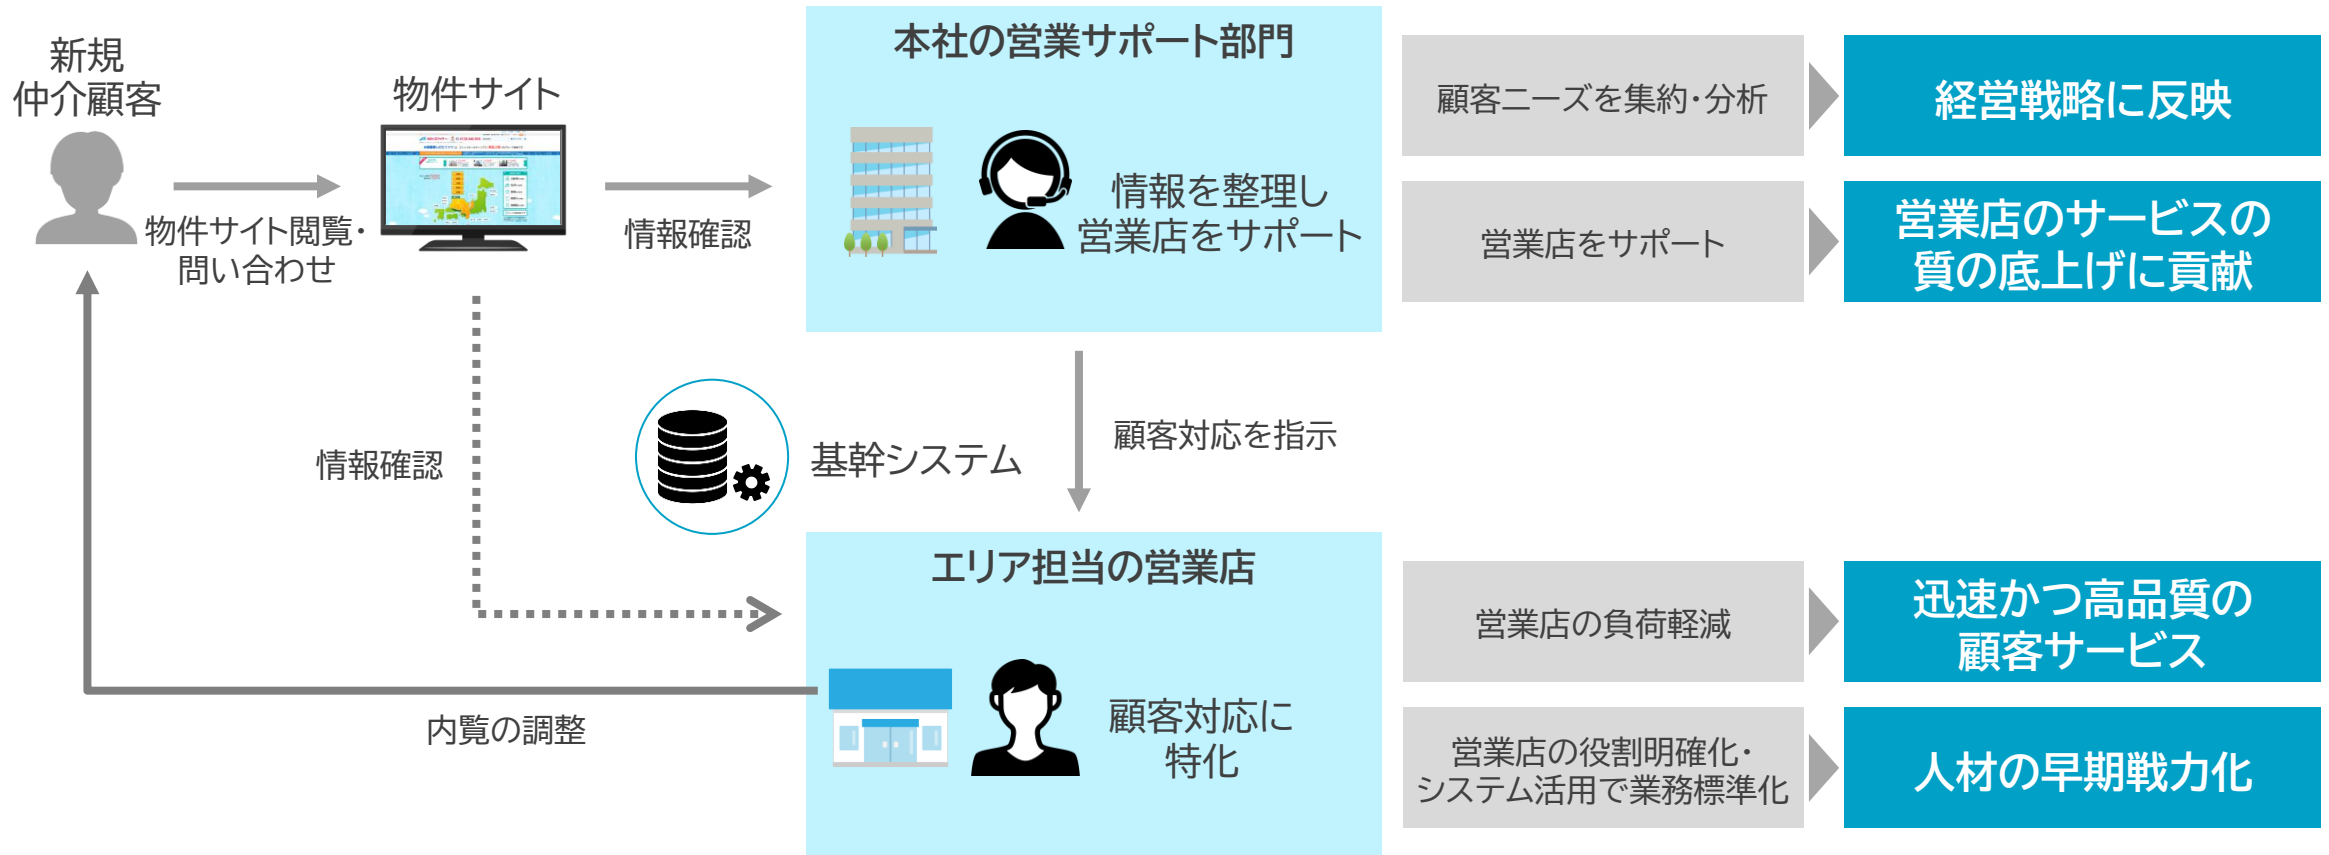 新規
仲介顧客
物件サイト
物件サイト閲覧・
問い合わせ
情報確認
本社の営業サポート部門
情報を整理し
営業店をサポート
顧客ニーズを集約・分析
経営戦略に反映
営業店をサポート
営業店のサービスの
質の底上げに貢献
情報確認
基幹システム
顧客対応を指示
エリア担当の営業店
顧客対応に
特化
内覧の調整
営業店の負荷軽減
迅速かつ高品質の
顧客サービス
営業店の役割明確化・
システム活用で業務標準化
人材の早期戦力化